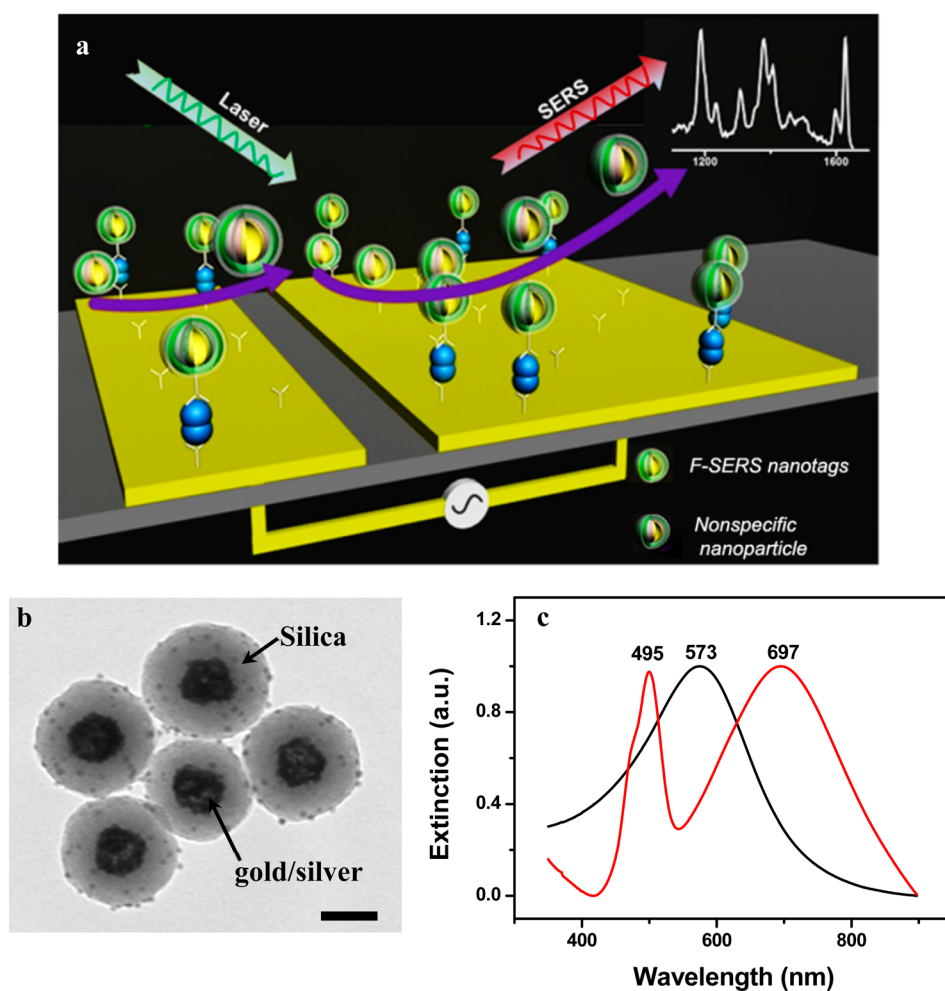 a
Laser
SERS
1200
1600
F-SERS nanotags
Nonspecific
nanoparticle
b
Silica
gold/silver
c
1.2
0.8
0.4
0.0
495
573
697
Extinction (a.u.)
400
600
800
Wavelength (nm)